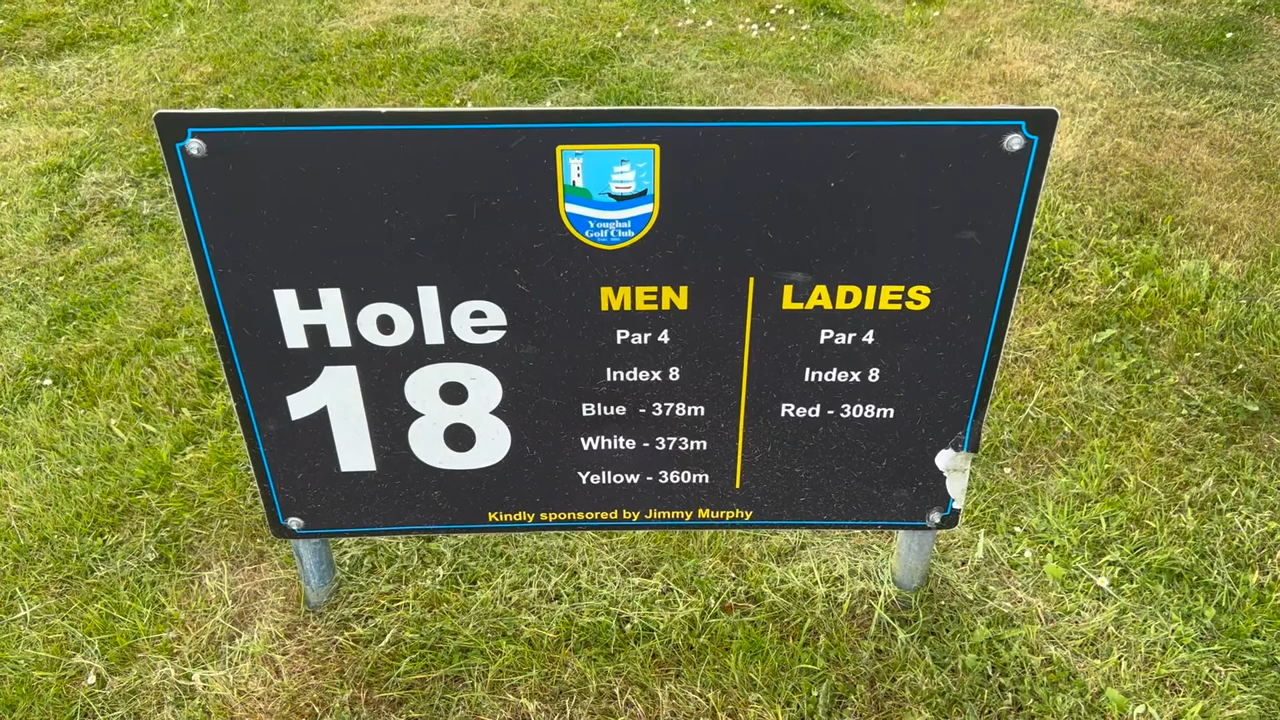 Youghal
Golf Club
Hole
18
MEN
Par 4
Index 8
Blue - 378m
White - 373m
Yellow - 360m
LADIES
Par 4
Index 8
Red - 308m
Kindly sponsored by Jimmy Murphy